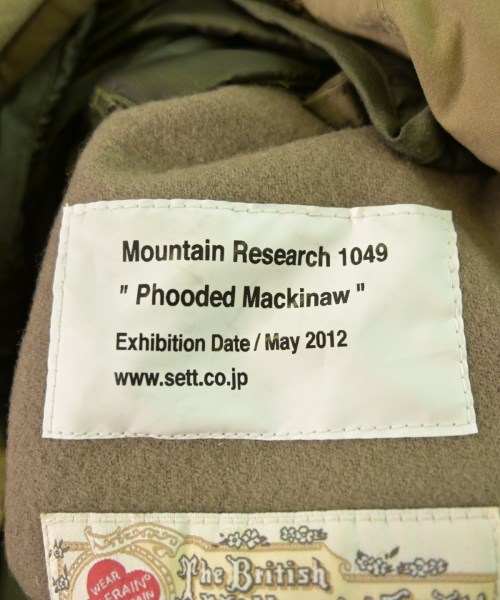 Mountain Research 1049
" Phooded Mackinaw "
Exhibition Date / May 2012
www.sett.co.jp
The British
WEAR